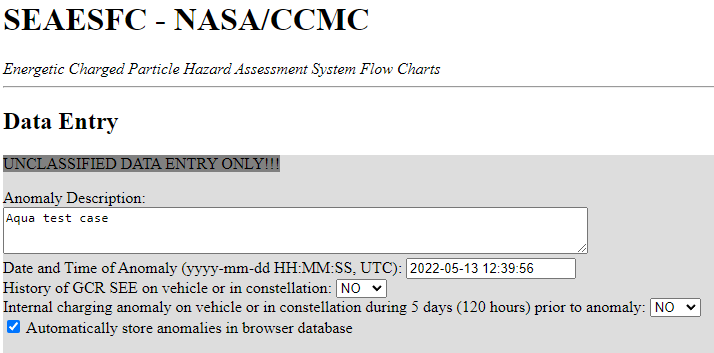 SEAESFC - NASA/CCMC
Energetic Charged Particle Hazard Assessment System Flow Charts
Data Entry
UNCLASSIFIED DATA ENTRY ONLY!!!
Anomaly Description:
Aqua test case
Date and Time of Anomaly (yyyy-mm-dd HH:MM:SS, UTC): 2022-05-13 12:39:56
History of GCR SEE on vehicle or in constellation: NO
Internal charging anomaly on vehicle or in constellation during 5 days (120 hours) prior to anomaly: NO
Automatically store anomalies in browser database